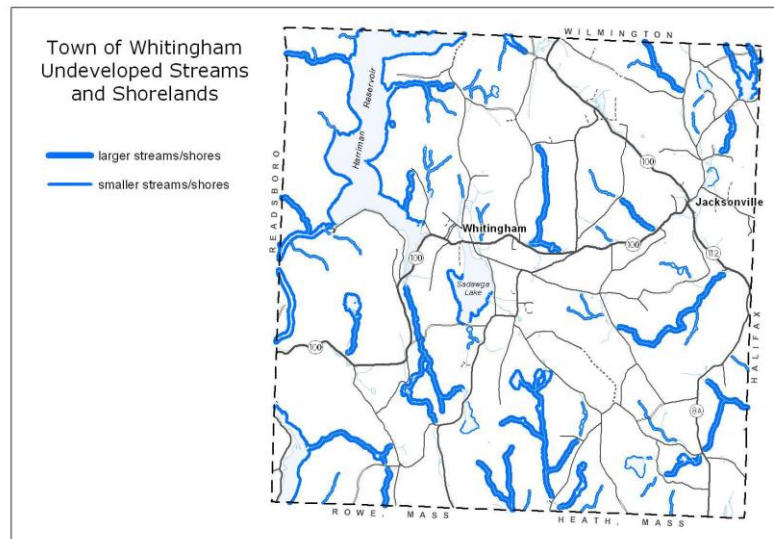 Town of Whitingham
Undeveloped Streams
and Shorelands
larger streams/shores
smaller streams/shores
WILMINGTON
READSBORO
Harriman
Reservoir
100
Jacksonville
Whitingham
100
100
112
Sadawga
Lake
HALIFAX
100
8A
ROWE, MASS
HEATH, MASS